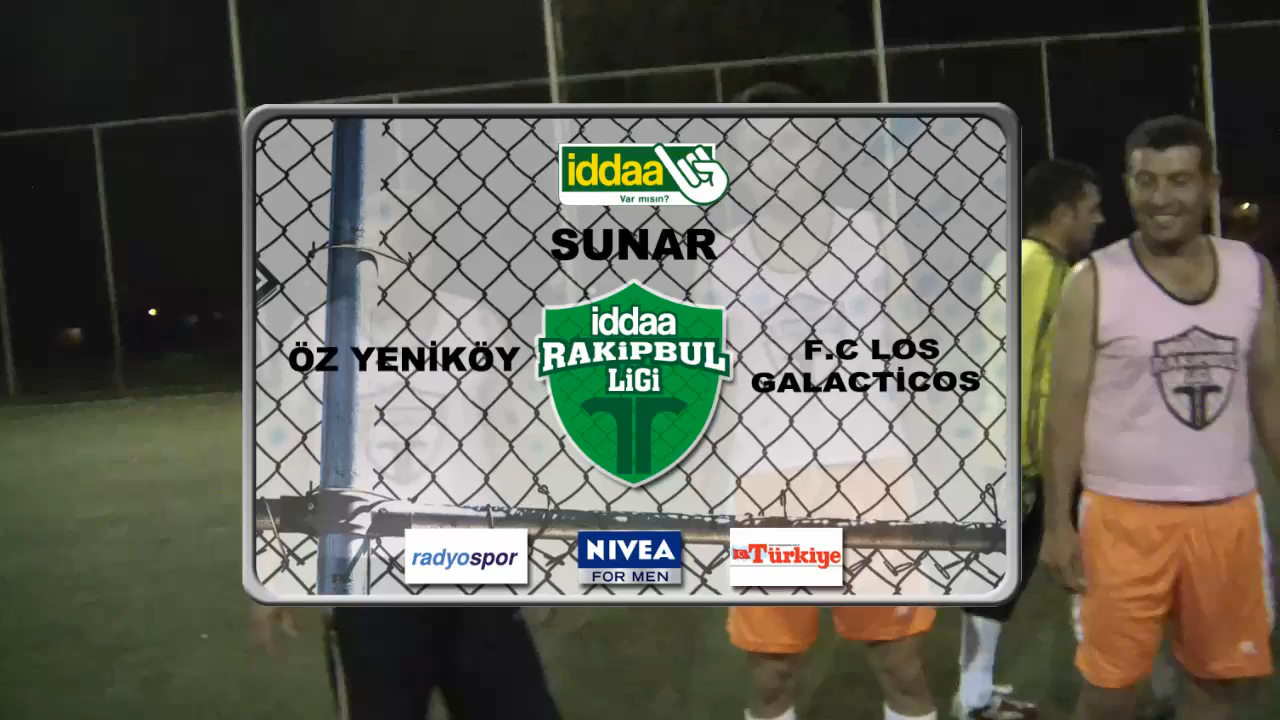 iddaa
Var mısın?
SUNAR
ÖZ YENİKÖY
iddaa
RAKİPBUL
LİGİ
F.C LOS
GALACTİCOS
radyospor
NIVEA
FOR MEN
Türkiye